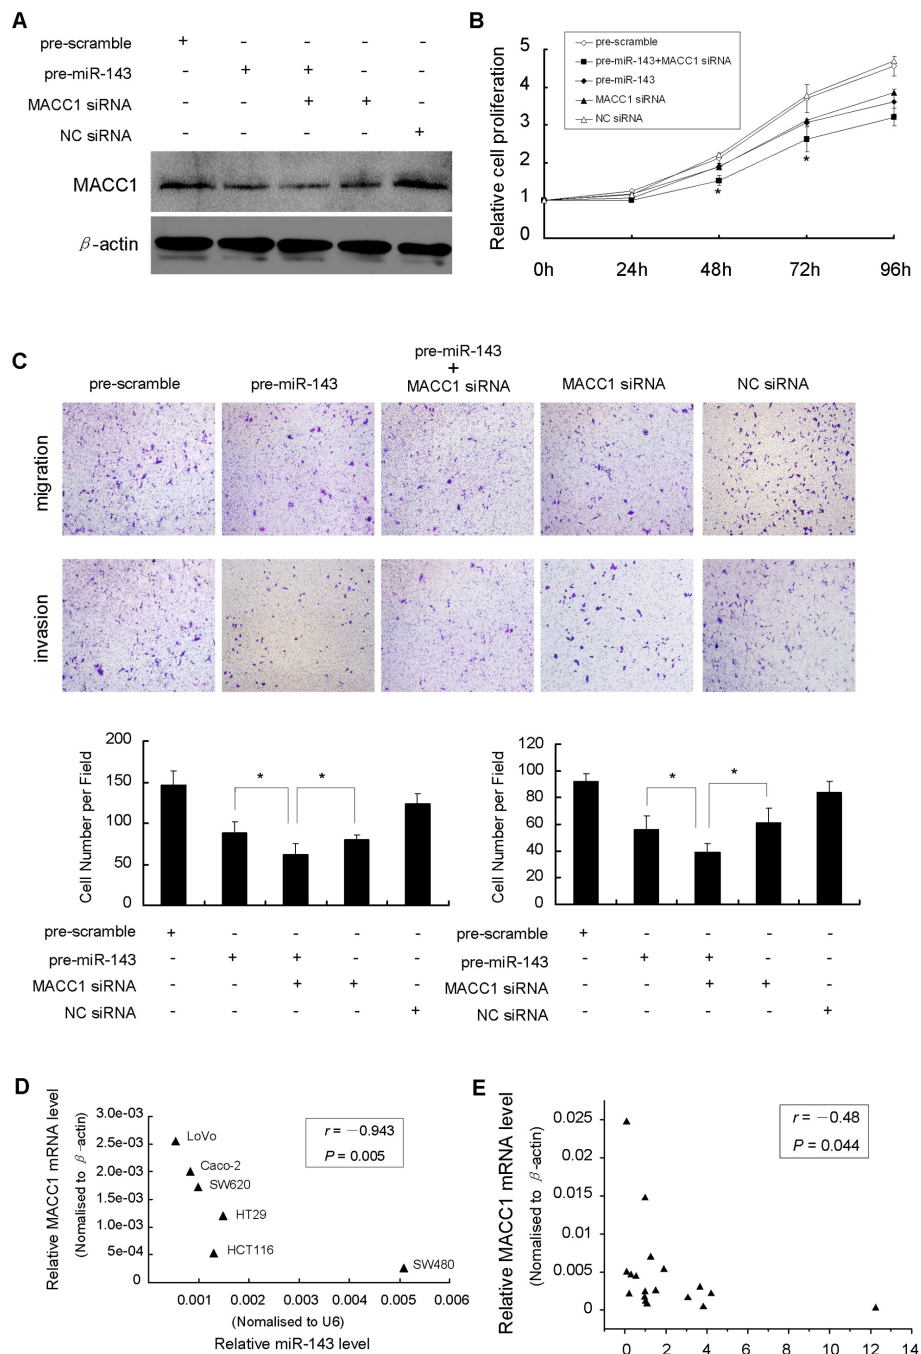 A
pre-scramble + - - - -
pre-miR-143 - + + - -
MACC1 siRNA - - + + -
NC siRNA - - - - +
MACC1
β-actin
B
Relative cell proliferation
5
4
3
2
1
0
pre-scramble
pre-miR-143+MACC1 siRNA
pre-miR-143
MACC1 siRNA
NC siRNA
* *
0h 24h 48h 72h 96h
C
pre-scramble
pre-miR-143
pre-miR-143
+
MACC1 siRNA
MACC1 siRNA
NC siRNA
migration
invasion
Cell Number per Field
200
150
100
50
0
* *
pre-scramble + - - - -
pre-miR-143 - + + - -
MACC1 siRNA - - + + -
NC siRNA - - - - +
Cell Number per Field
120
100
80
60
40
20
0
* *
pre-scramble + - - - -
pre-miR-143 - + + - -
MACC1 siRNA - - + + -
NC siRNA - - - - +
D
Relative MACC1 mRNA level
(Nomalised to β-actin)
3.0e-03
2.5e-03
2.0e-03
1.5e-03
1.0e-03
5e-04
0
r = −0.943
P = 0.005
LoVo
Caco-2
SW620
HT29
HCT116
SW480
0.001 0.002 0.003 0.004 0.005 0.006
(Nomalised to U6)
Relative miR-143 level
E
Relative MACC1 mRNA level
(Nomalised to β-actin)
0.025
0.015
0.005
0
r = −0.48
P = 0.044
0 2 4 6 8 10 12 14